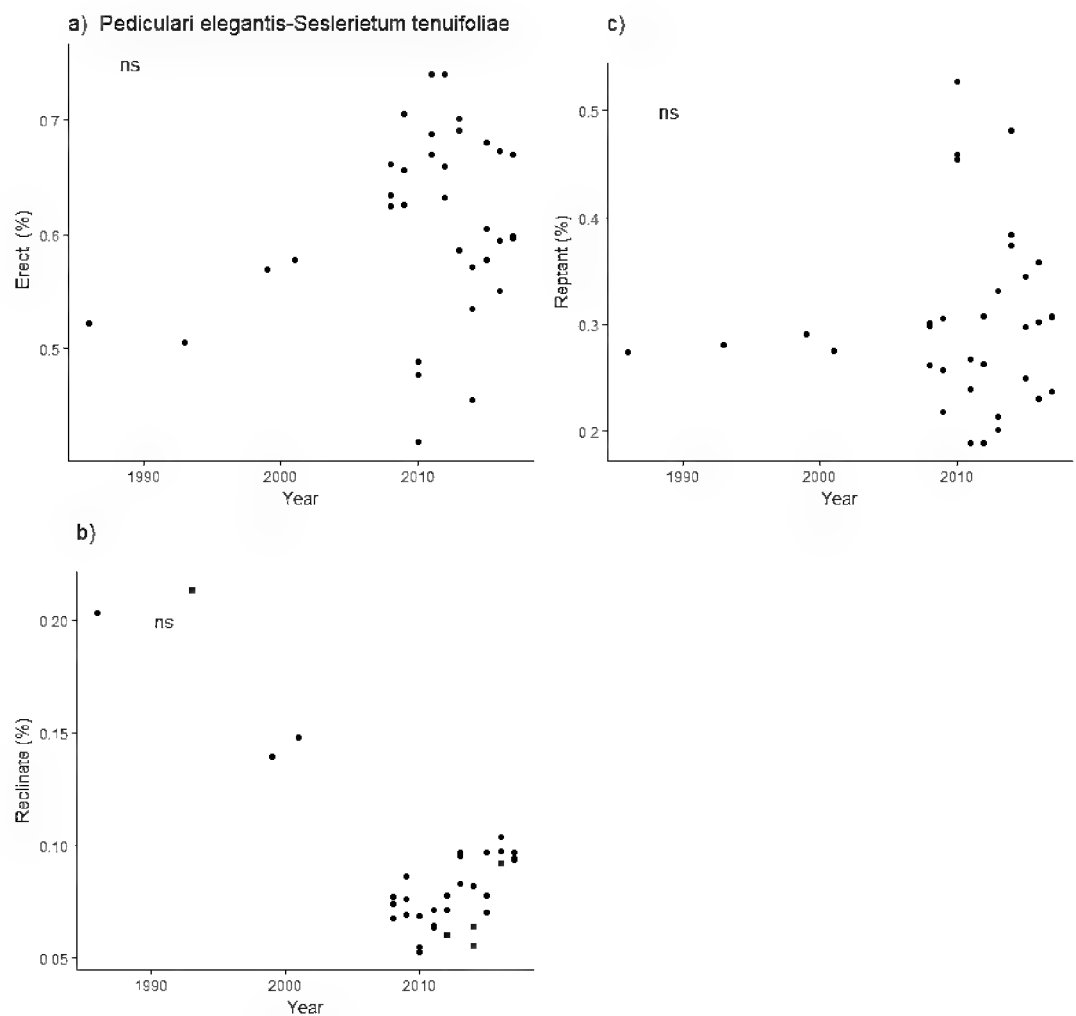 a) Pediculari elegantis-Seslerietum tenuifoliae
ns
0.7
0.6
0.5
Erect (%)
1990
2000
2010
Year
c)
ns
0.5
0.4
0.3
0.2
Reptant (%)
1990
2000
2010
Year
b)
ns
0.20
0.15
0.10
0.05
Reclinate (%)
1990
2000
2010
Year